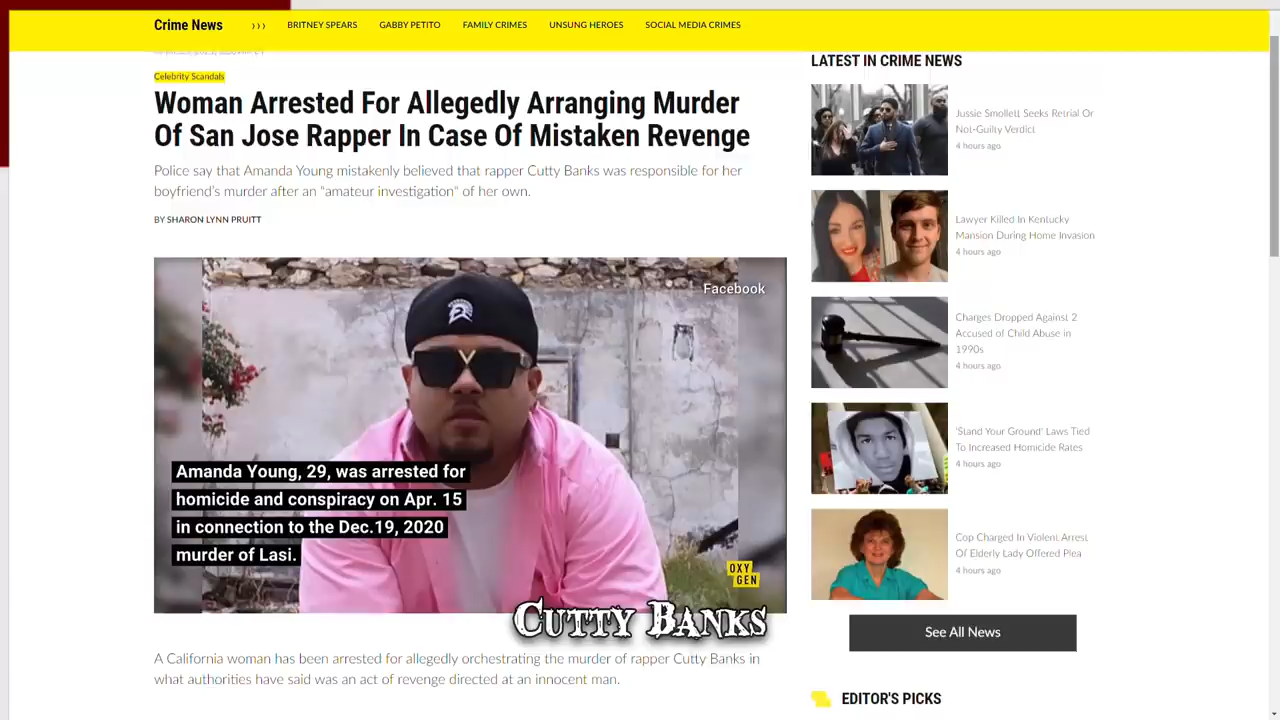 Crime News
››› 
BRITNEY SPEARS
GABBY PETITO
FAMILY CRIMES
UNSUNG HEROES
SOCIAL MEDIA CRIMES
Celebrity Scandals
Woman Arrested For Allegedly Arranging Murder
Of San Jose Rapper In Case Of Mistaken Revenge
Police say that Amanda Young mistakenly believed that rapper Cutty Banks was responsible for her
boyfriend's murder after an "amateur investigation" of her own.
BY SHARON LYNN PRUITT
Facebook
Amanda Young, 29, was arrested for
homicide and conspiracy on Apr. 15
in connection to the Dec.19, 2020
murder of Lasi.
OXY
GEN
CUTTY BANKS
A California woman has been arrested for allegedly orchestrating the murder of rapper Cutty Banks in
what authorities have said was an act of revenge directed at an innocent man.
LATEST IN CRIME NEWS
Jussie Smollett Seeks Retrial Or
Not-Guilty Verdict
4 hours ago
Lawyer Killed In Kentucky
Mansion During Home Invasion
4 hours ago
Charges Dropped Against 2
Accused of Child Abuse in
1990s
4 hours ago
'Stand Your Ground' Laws Tied
To Increased Homicide Rates
4 hours ago
Cop Charged In Violent Arrest
Of Elderly Lady Offered Plea
4 hours ago
See All News
EDITOR'S PICKS